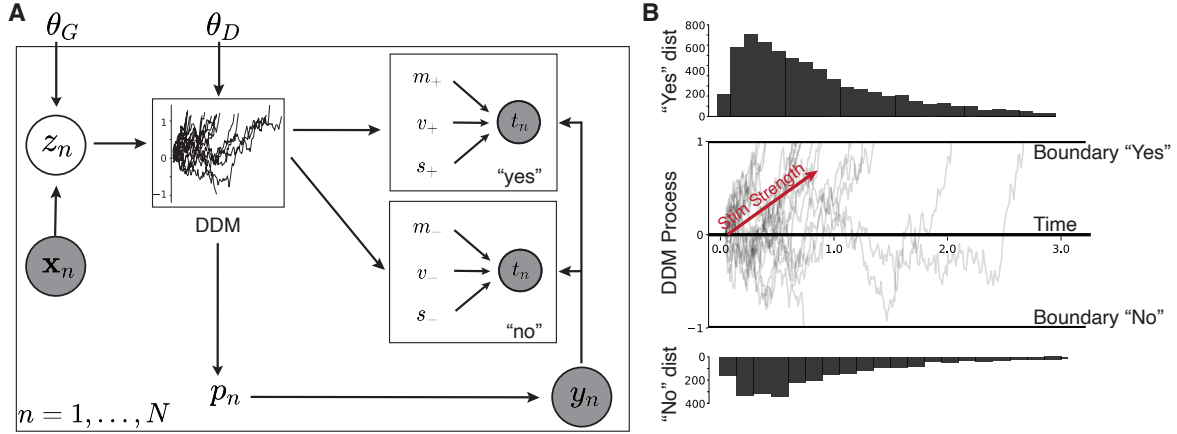 A
θ_G
θ_D
z_n
1
0
−1
DDM
x_n
m_+
v_+
s_+
t_n
"yes"
m_−
v_−
s_−
t_n
"no"
p_n
y_n
n = 1, . . . , N
B
"Yes" dist
800
600
400
200
0
DDM Process
1
0
−1
Boundary "Yes"
Stim Strength
Time
0.0
1.0
2.0
3.0
Boundary "No"
"No" dist
0
200
400